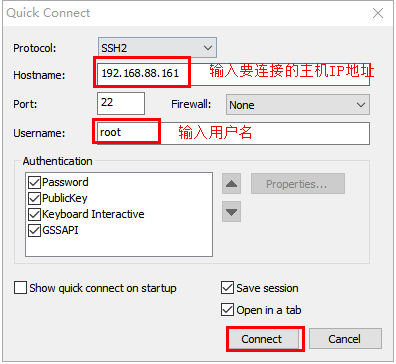 Quick Connect
Protocol: SSH2
Hostname: 192.168.88.161 输入要连接的主机IP地址
Port: 22 Firewall: None
Username: root 输入用户名
Authentication
Password
PublicKey
Keyboard Interactive
GSSAPI
Properties...
Show quick connect on startup Save session
Open in a tab
Connect Cancel